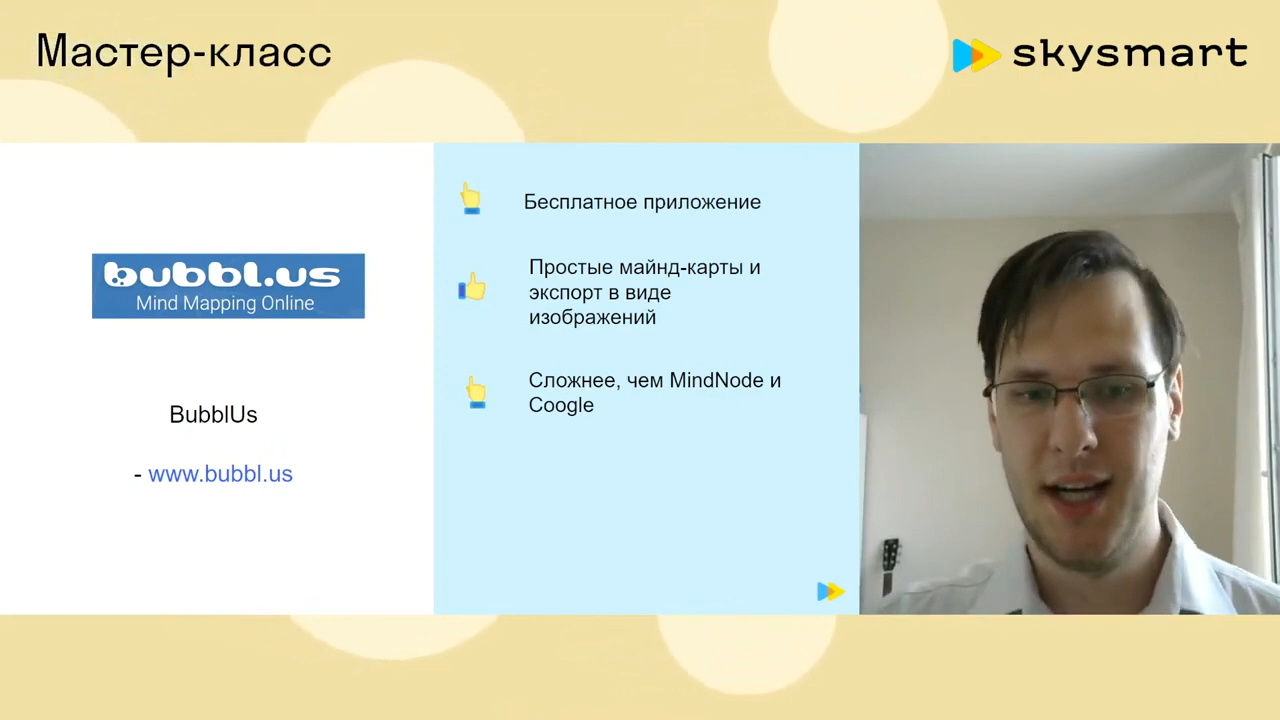 Мастер-класс
skysmart
bubbl.us
Mind Mapping Online
BubblUs
- www.bubbl.us
Бесплатное приложение
Простые майнд-карты и
экспорт в виде
изображений
Сложнее, чем MindNode и
Coogle